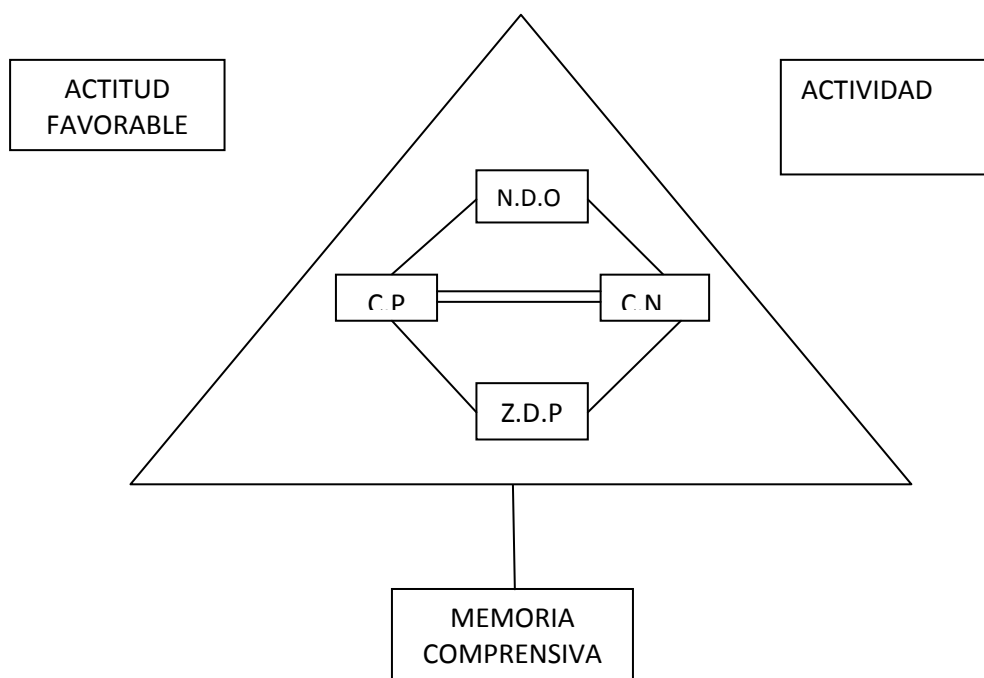 ACTITUD
FAVORABLE
ACTIVIDAD
N.D.O
C.P
C.N
Z.D.P
MEMORIA
COMPRENSIVA